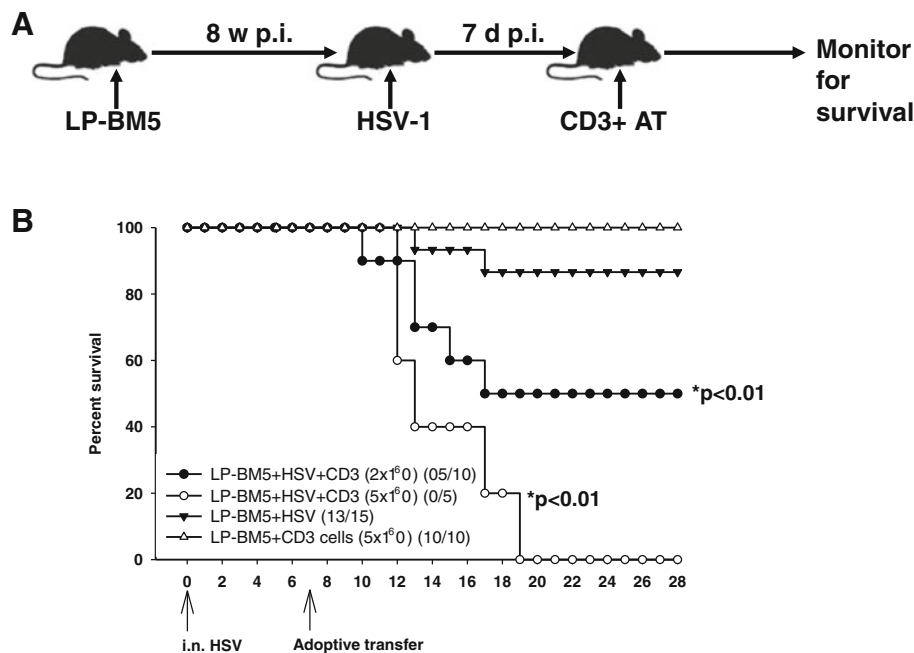 A
8 w p.i.
7 d p.i.
LP-BM5
HSV-1
CD3+ AT
Monitor
for
survival
B
Percent survival
100
80
60
40
20
0
*p<0.01
*p<0.01
LP-BM5+HSV+CD3 (2x1⁶0) (05/10)
LP-BM5+HSV+CD3 (5x1⁶0) (0/5)
LP-BM5+HSV (13/15)
LP-BM5+CD3 cells (5x1⁶0) (10/10)
0 2 4 6 8 10 12 14 16 18 20 22 24 26 28
i.n. HSV
Adoptive transfer